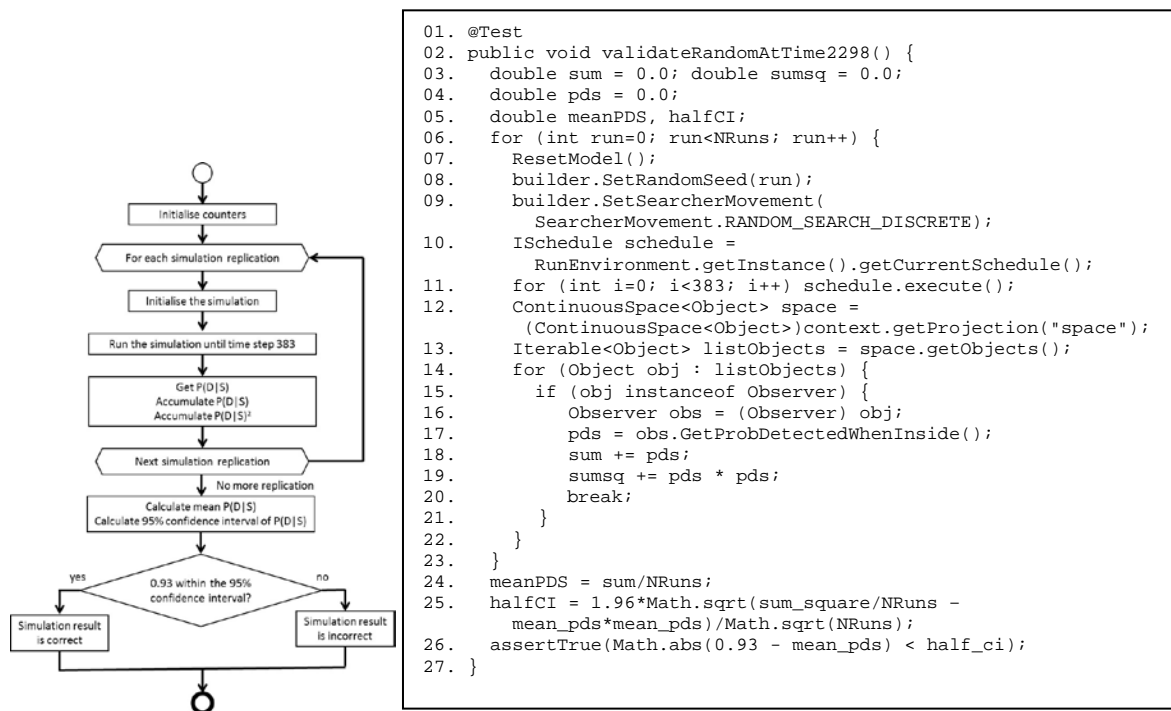 Initialise counters
For each simulation replication
Initialise the simulation
Run the simulation until time step 383
Get P(D|S)
Accumulate P(D|S)
Accumulate P(D|S)²
Next simulation replication
No more replication
Calculate mean P(D|S)
Calculate 95% confidence interval of P(D|S)
yes
0.93 within the 95%
confidence interval?
no
Simulation result
is correct
Simulation result
is incorrect
01. @Test
02. public void validateRandomAtTime2298() {
03. double sum = 0.0; double sumsq = 0.0;
04. double pds = 0.0;
05. double meanPDS, halfCI;
06. for (int run=0; run<NRuns; run++) {
07. ResetModel();
08. builder.SetRandomSeed(run);
09. builder.SetSearcherMovement(
SearcherMovement.RANDOM_SEARCH_DISCRETE);
10. ISchedule schedule =
RunEnvironment.getInstance().getCurrentSchedule();
11. for (int i=0; i<383; i++) schedule.execute();
12. ContinuousSpace<Object> space =
(ContinuousSpace<Object>)context.getProjection("space");
13. Iterable<Object> listObjects = space.getObjects();
14. for (Object obj : listObjects) {
15. if (obj instanceof Observer) {
16. Observer obs = (Observer) obj;
17. pds = obs.GetProbDetectedWhenInside();
18. sum += pds;
19. sumsq += pds * pds;
20. break;
21. }
22. }
23. }
24. meanPDS = sum/NRuns;
25. halfCI = 1.96*Math.sqrt(sum_square/NRuns –
mean_pds*mean_pds)/Math.sqrt(NRuns);
26. assertTrue(Math.abs(0.93 - mean_pds) < half_ci);
27. }